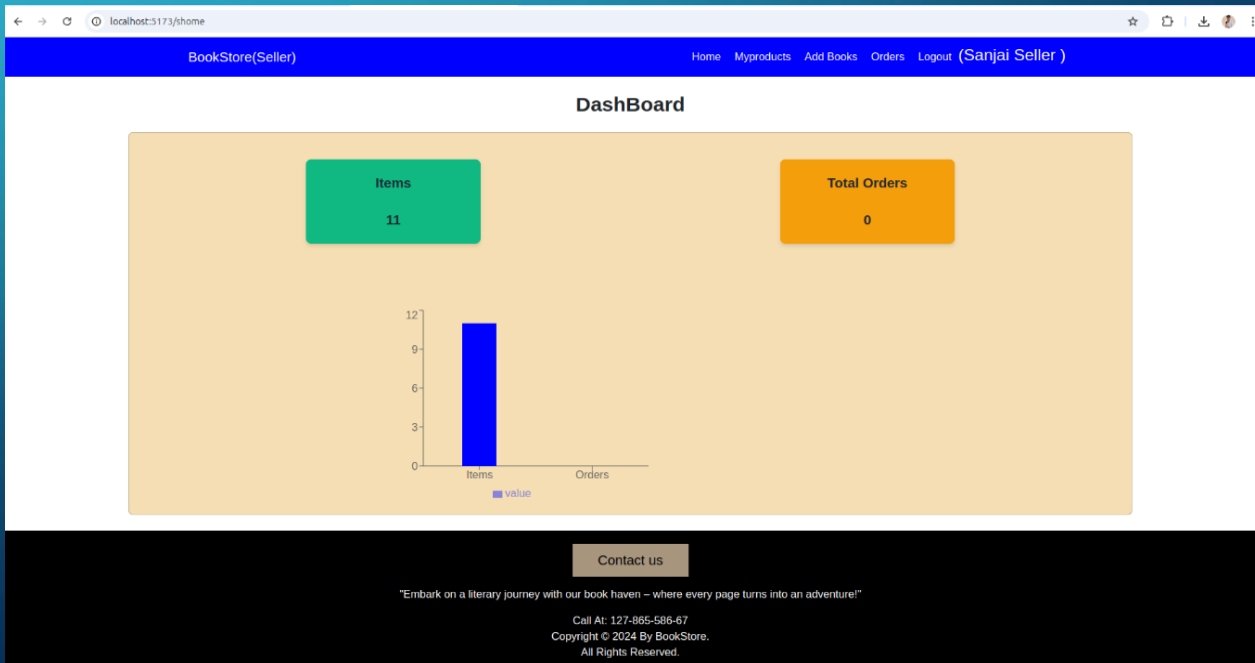 localhost:5173/shome
BookStore(Seller)
Home Myproducts Add Books Orders Logout (Sanjai Seller )
DashBoard
Items
11
Total Orders
0
12
9
6
3
0
Items Orders
value
Contact us
"Embark on a literary journey with our book haven – where every page turns into an adventure!"
Call At: 127-865-586-67
Copyright © 2024 By BookStore.
All Rights Reserved.